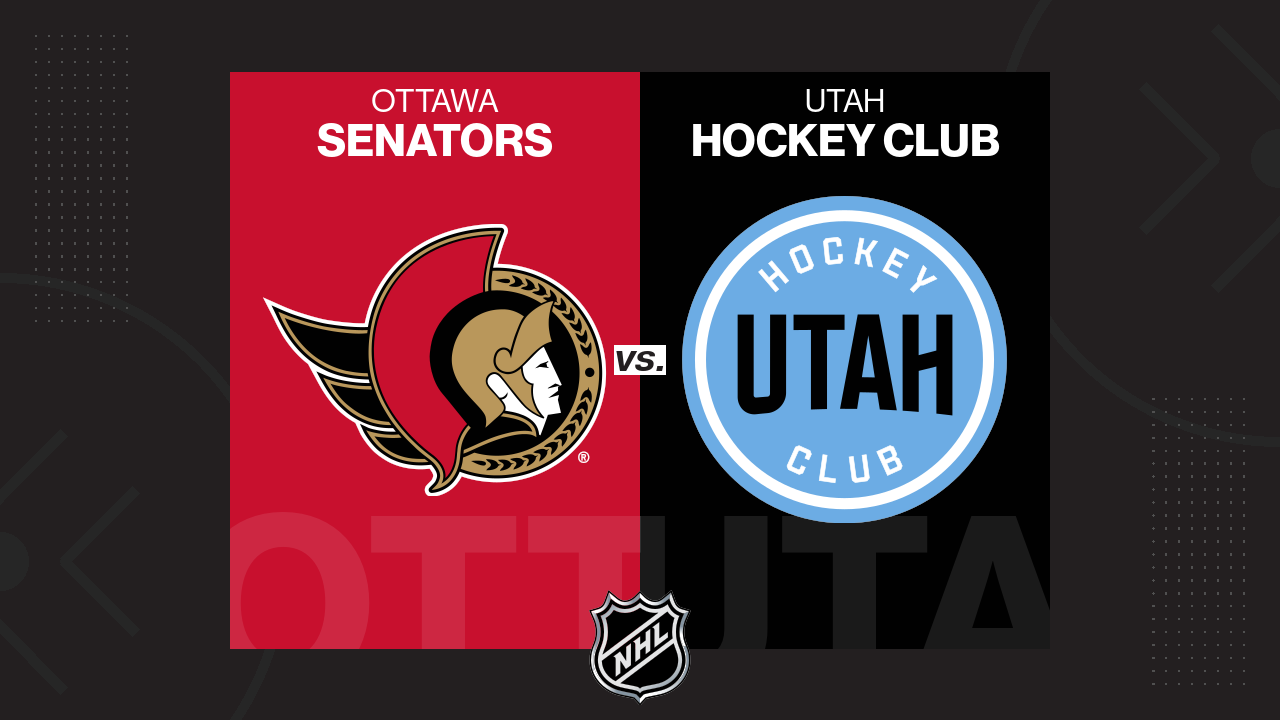 OTTAWA
SENATORS
UTAH
HOCKEY CLUB
HOCKEY
UTAH
CLUB
vs.
®
OTT
UTA
NHL